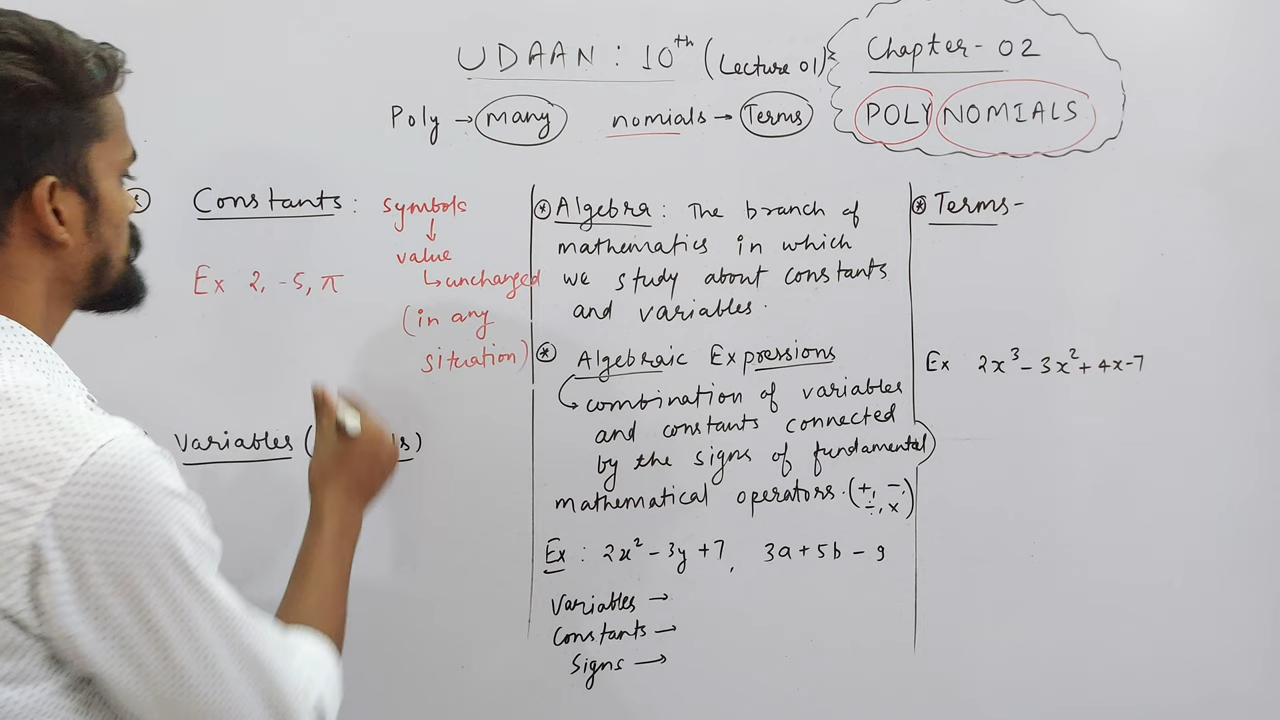 UDAAN : 10th (Lecture 01)
Chapter- 02
POLYNOMIALS
Poly → many nomials → Terms
Constants : symbols
↓
value
↳ unchanged
(in any
situation)
Ex 2, -5, π
Variables (
Algebra : The branch of
mathematics in which
we study about constants
and variables.
Algebraic Expressions
combination of variables
and constants connected
by the signs of fundamental
mathematical operators. (+, -, ÷, ×)
Ex : 2x² - 3y + 7, 3a + 5b - 9
Variables →
Constants →
Signs →
Terms-
Ex 2x³ - 3x² + 4x - 7